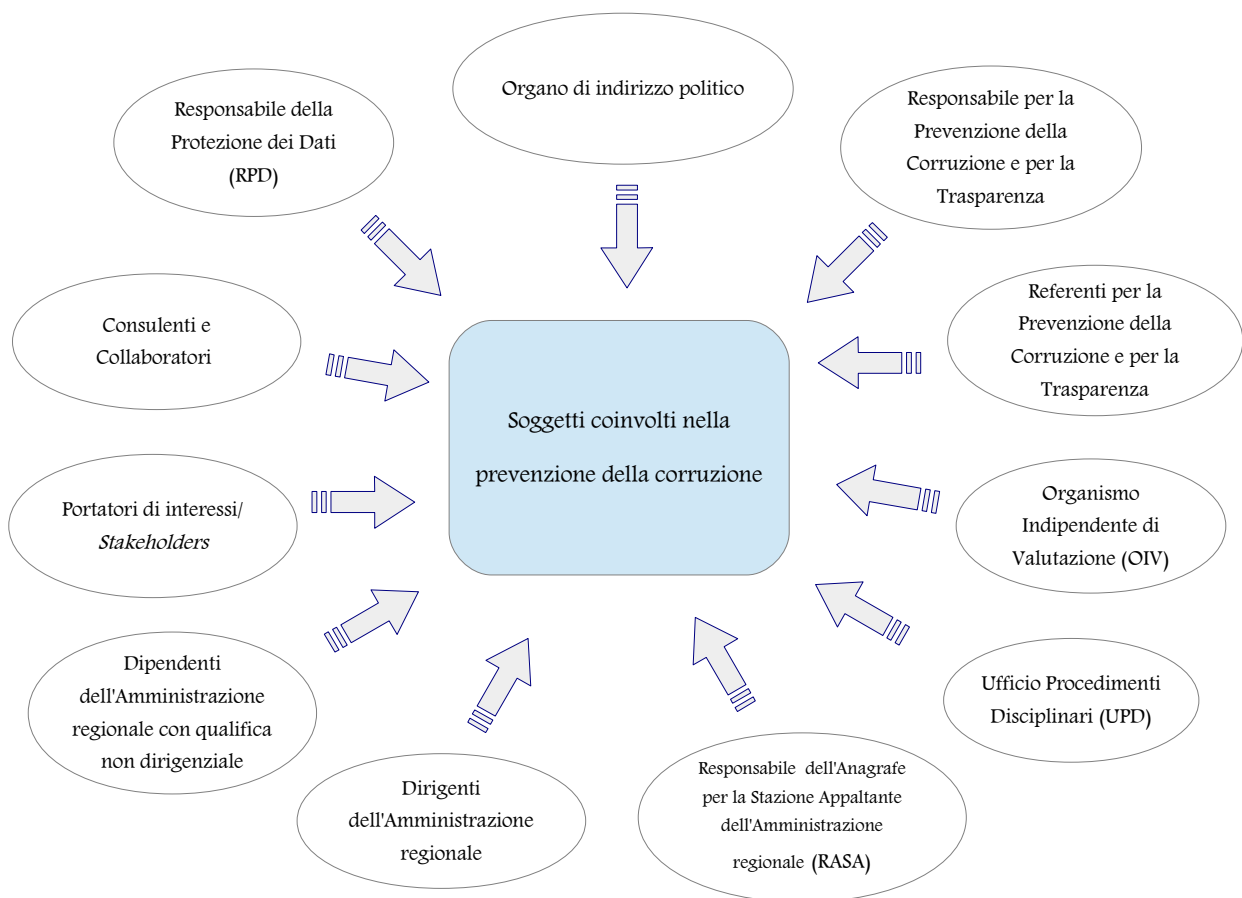 Organo di indirizzo politico
Responsabile della
Protezione dei Dati
(RPD)
Responsabile per la
Prevenzione della
Corruzione e per la
Trasparenza
Consulenti e
Collaboratori
Referenti per la
Prevenzione della
Corruzione e per la
Trasparenza
Soggetti coinvolti nella
prevenzione della corruzione
Portatori di interessi/
Stakeholders
Organismo
Indipendente di
Valutazione (OIV)
Dipendenti
dell'Amministrazione
regionale con qualifica
non dirigenziale
Ufficio Procedimenti
Disciplinari (UPD)
Dirigenti
dell'Amministrazione
regionale
Responsabile dell'Anagrafe
per la Stazione Appaltante
dell'Amministrazione
regionale (RASA)